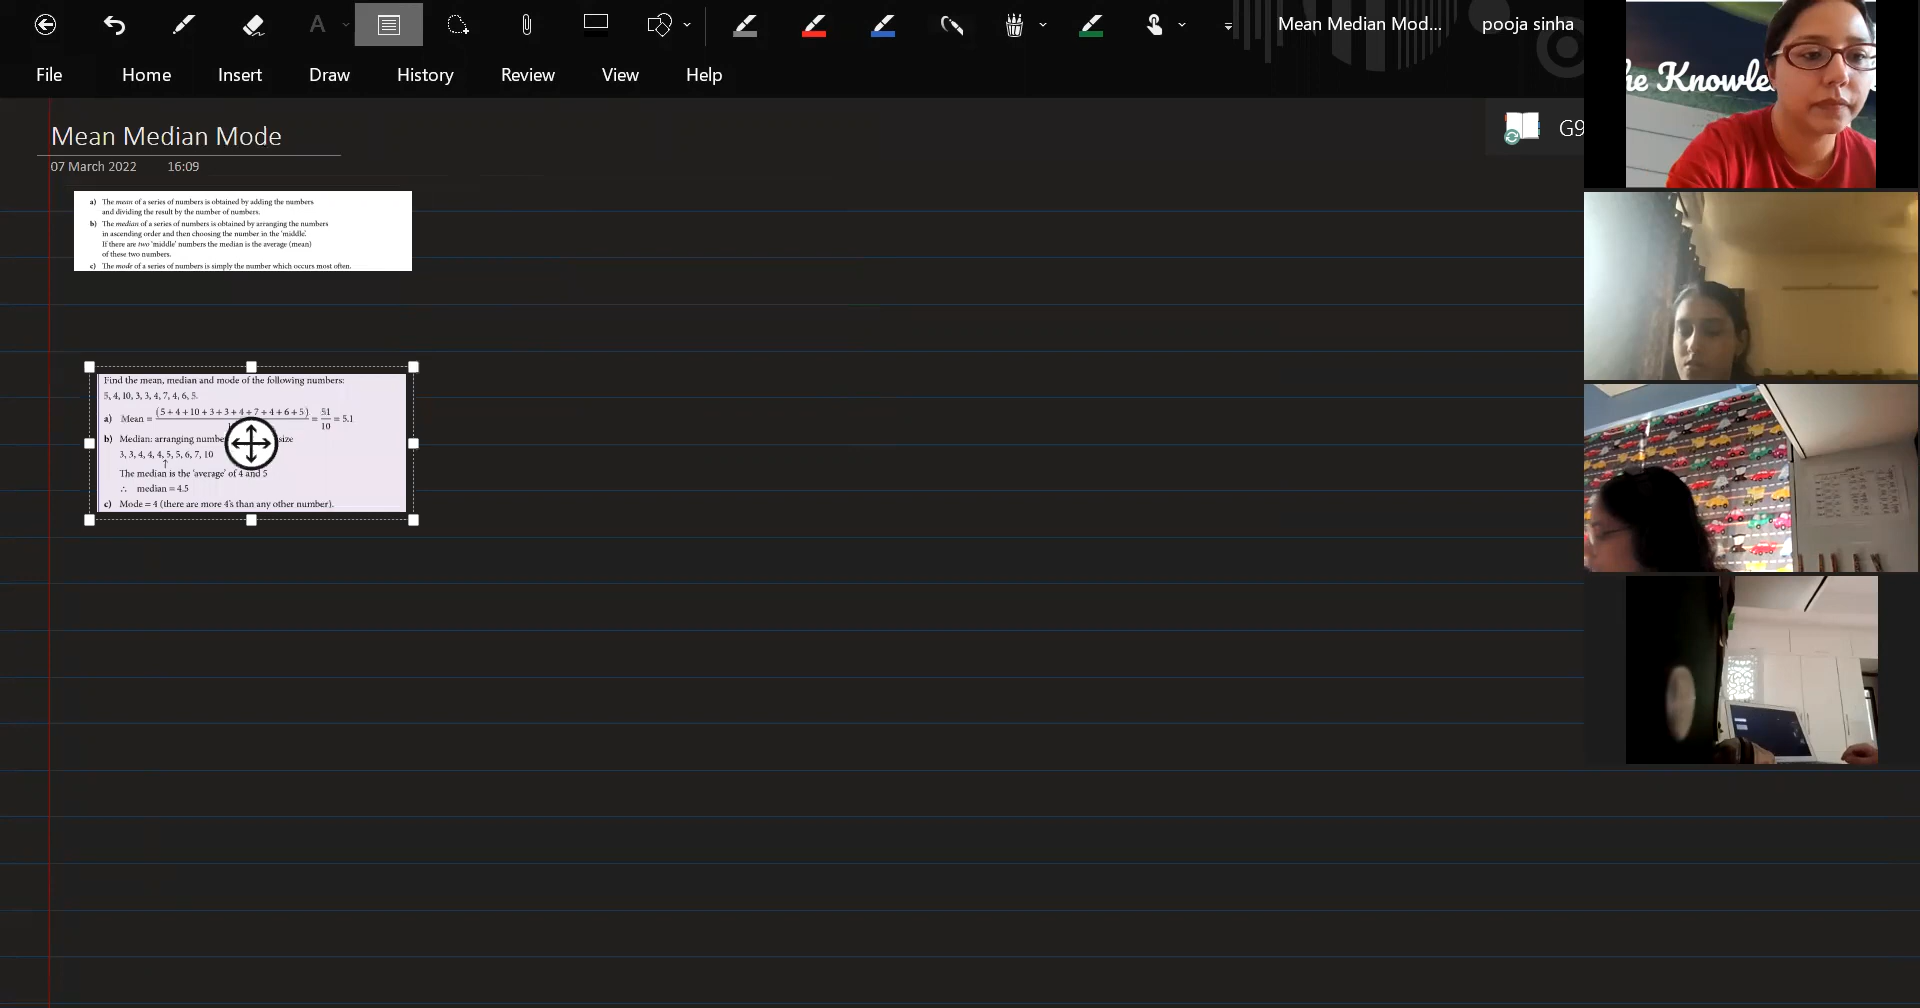 Mean Median Mod...
pooja sinha
File Home Insert Draw History Review View Help
he Knowle
Mean Median Mode
07 March 2022 16:09
G9
a) The mean of a series of numbers is obtained by adding the numbers
and dividing the result by the number of numbers.
b) The median of a series of numbers is obtained by arranging the numbers
in ascending order and then choosing the number in the 'middle'.
If there are two 'middle' numbers the median is the average (mean)
of these two numbers.
c) The mode of a series of numbers is simply the number which occurs most often.
Find the mean, median and mode of the following numbers:
5, 4, 10, 3, 3, 4, 7, 4, 6, 5.
a) Mean = (5 + 4 + 10 + 3 + 3 + 4 + 7 + 4 + 6 + 5) = 51/10 = 5.1
b) Median: arranging numbe size
3, 3, 4, 4, 4, 5, 5, 6, 7, 10
↑
The median is the 'average' of 4 and 5
∴ median = 4.5
c) Mode = 4 (there are more 4's than any other number).